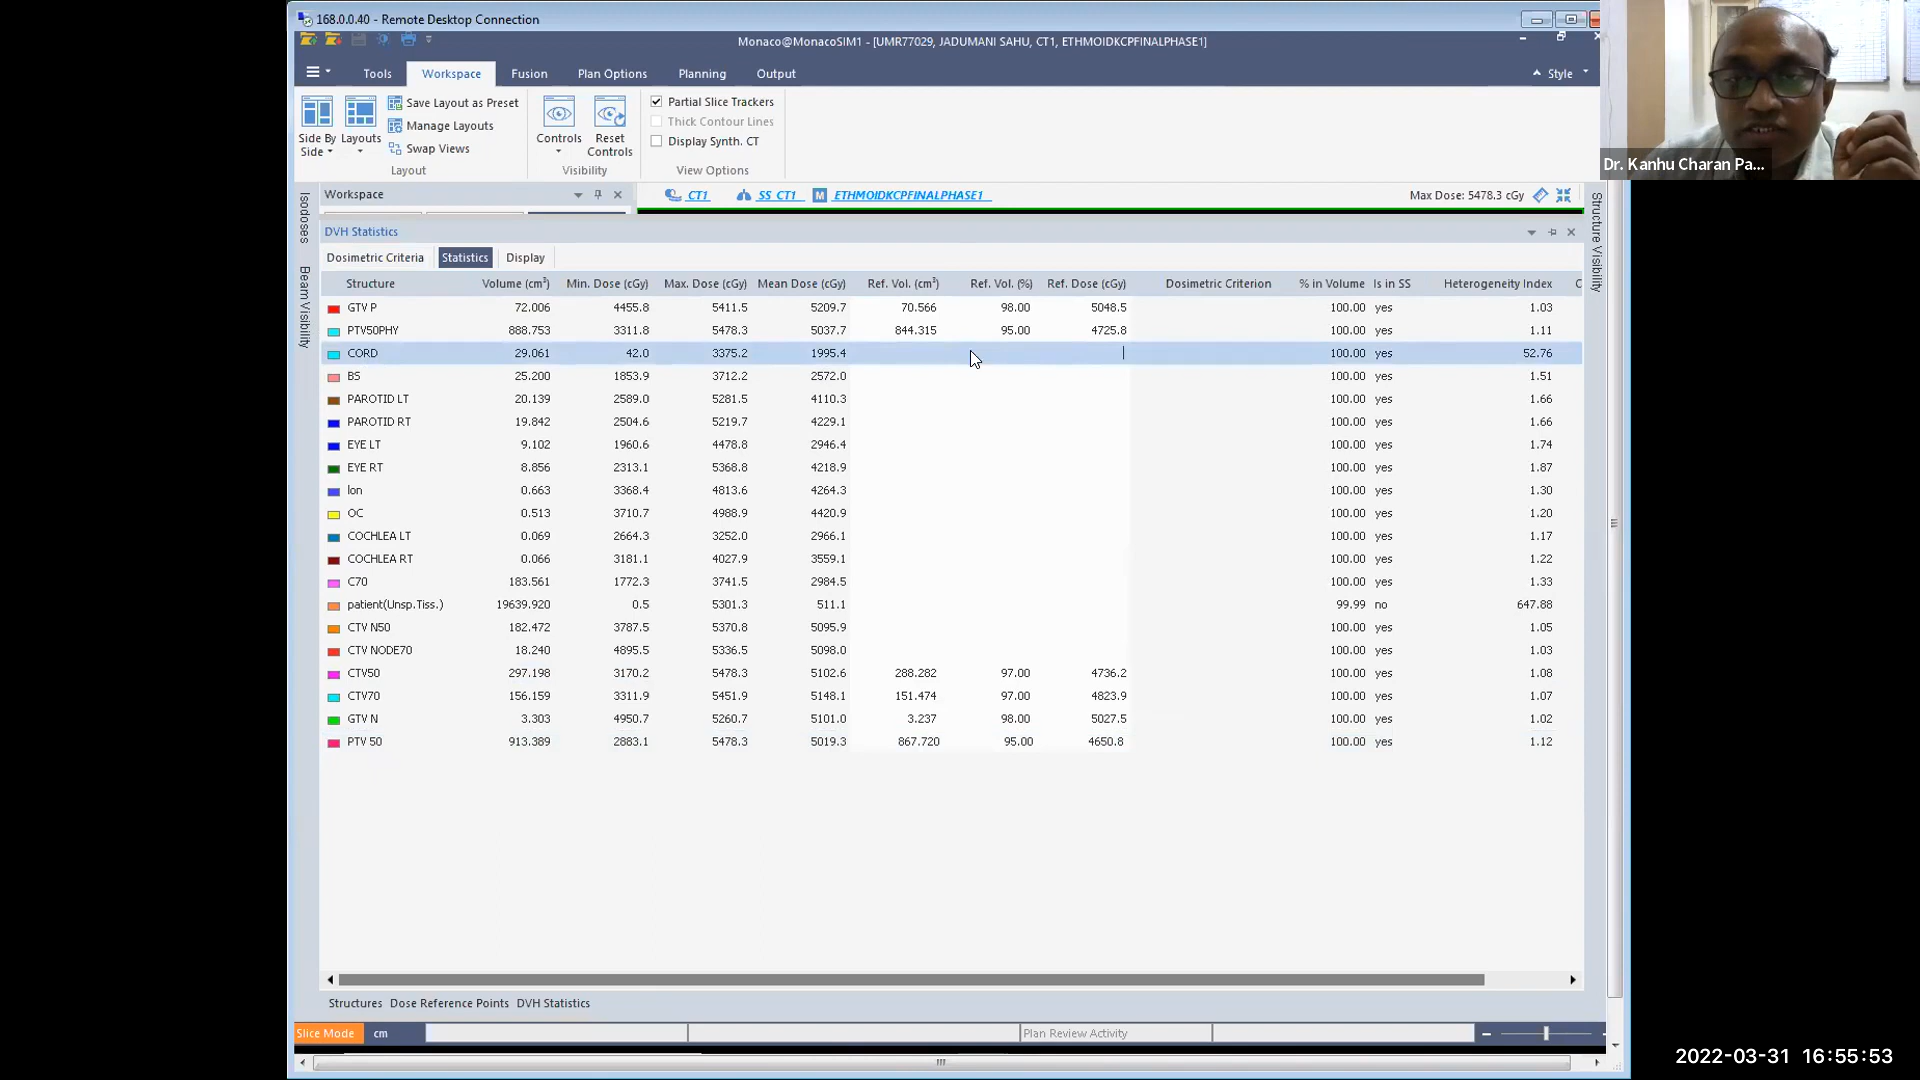 168.0.0.40 - Remote Desktop Connection
Monaco@MonacoSIM1 - [UMR77029, JADUMANI SAHU, CT1, ETHMOIDKCPFINALPHASE1]
Tools Workspace Fusion Plan Options Planning Output Style
Side By Side Layouts Save Layout as Preset Manage Layouts Swap Views Layout
Controls Reset Controls Visibility
Partial Slice Trackers
Thick Contour Lines
Display Synth. CT
View Options
Dr. Kanhu Charan Pa...
Workspace CT1 SS_CT1 M ETHMOIDKCPFINALPHASE1 Max Dose: 5478.3 cGy
Isodoses
Beam Visibility
Structure Visibility
DVH Statistics
Dosimetric Criteria Statistics Display
Structure Volume (cm³) Min. Dose (cGy) Max. Dose (cGy) Mean Dose (cGy) Ref. Vol. (cm³) Ref. Vol. (%) Ref. Dose (cGy) Dosimetric Criterion % in Volume Is in SS Heterogeneity Index C
GTV P 72.006 4455.8 5411.5 5209.7 70.566 98.00 5048.5 100.00 yes 1.03
PTV50PHY 888.753 3311.8 5478.3 5037.7 844.315 95.00 4725.8 100.00 yes 1.11
CORD 29.061 42.0 3375.2 1995.4 100.00 yes 52.76
BS 25.200 1853.9 3712.2 2572.0 100.00 yes 1.51
PAROTID LT 20.139 2589.0 5281.5 4110.3 100.00 yes 1.66
PAROTID RT 19.842 2504.6 5219.7 4229.1 100.00 yes 1.66
EYE LT 9.102 1960.6 4478.8 2946.4 100.00 yes 1.74
EYE RT 8.856 2313.1 5368.8 4218.9 100.00 yes 1.87
lon 0.663 3368.4 4813.6 4264.3 100.00 yes 1.30
OC 0.513 3710.7 4988.9 4420.9 100.00 yes 1.20
COCHLEA LT 0.069 2664.3 3252.0 2966.1 100.00 yes 1.17
COCHLEA RT 0.066 3181.1 4027.9 3559.1 100.00 yes 1.22
C70 183.561 1772.3 3741.5 2984.5 100.00 yes 1.33
patient(Unsp.Tiss.) 19639.920 0.5 5301.3 511.1 99.99 no 647.88
CTV N50 182.472 3787.5 5370.8 5095.9 100.00 yes 1.05
CTV NODE70 18.240 4895.5 5336.5 5098.0 100.00 yes 1.03
CTV50 297.198 3170.2 5478.3 5102.6 288.282 97.00 4736.2 100.00 yes 1.08
CTV70 156.159 3311.9 5451.9 5148.1 151.474 97.00 4823.9 100.00 yes 1.07
GTV N 3.303 4950.7 5260.7 5101.0 3.237 98.00 5027.5 100.00 yes 1.02
PTV 50 913.389 2883.1 5478.3 5019.3 867.720 95.00 4650.8 100.00 yes 1.12
Structures Dose Reference Points DVH Statistics
Slice Mode cm Plan Review Activity
2022-03-31 16:55:53